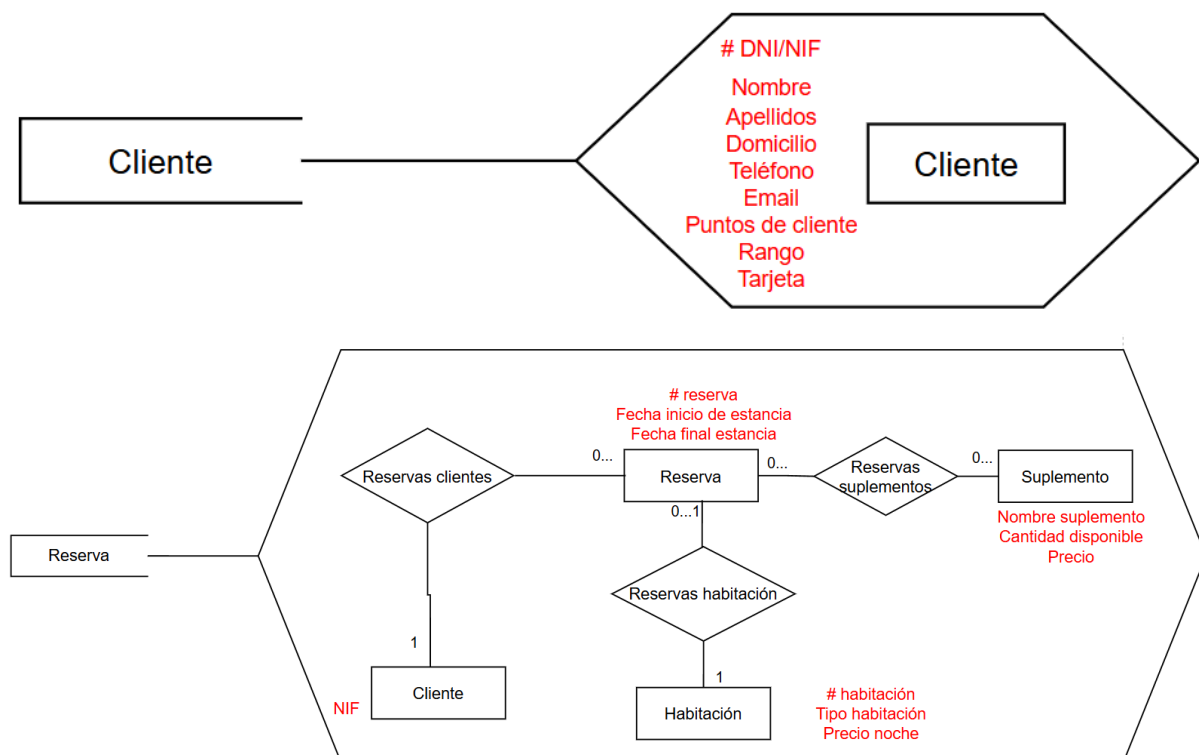 # DNI/NIF
Nombre
Apellidos
Domicilio
Teléfono
Email
Puntos de cliente
Rango
Tarjeta
Cliente
Cliente
# reserva
Fecha inicio de estancia
Fecha final estancia
Reservas clientes
0...
Reserva
0...
Reservas
suplementos
0...
Suplemento
0...1
Nombre suplemento
Cantidad disponible
Precio
Reserva
Reservas habitación
1
Cliente
NIF
1
Habitación
# habitación
Tipo habitación
Precio noche